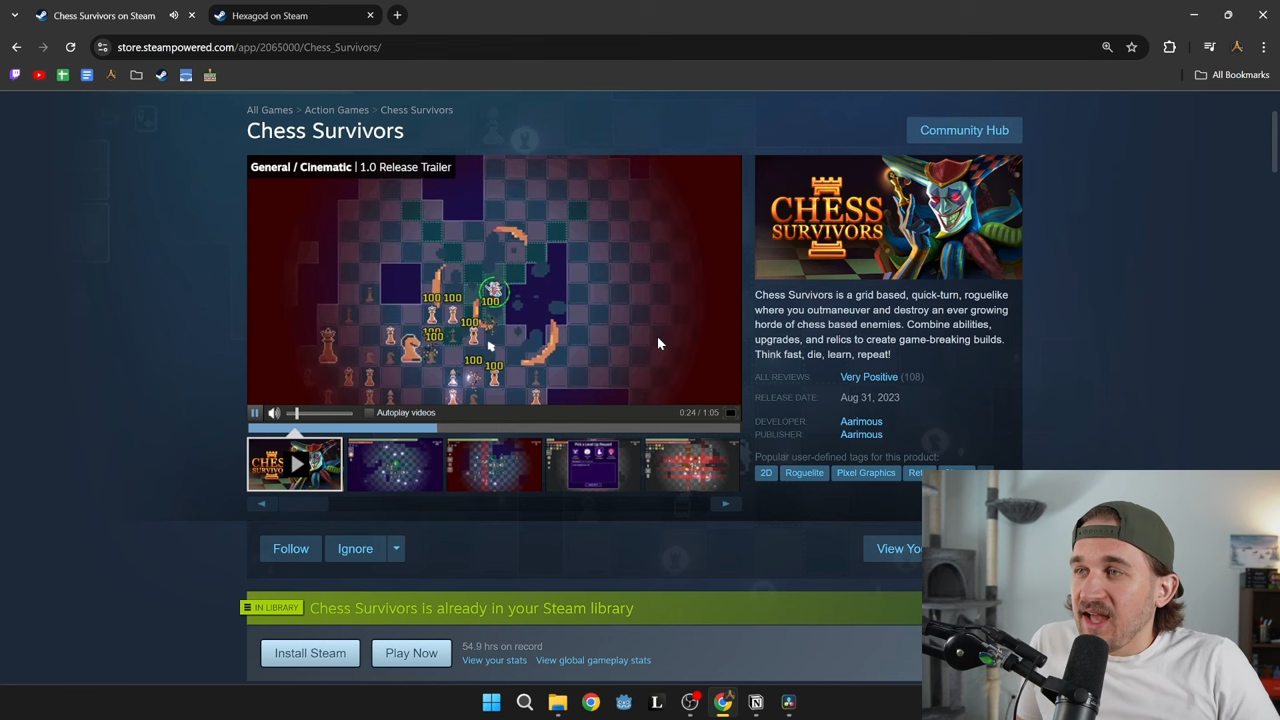 Chess Survivors on Steam
Hexagod on Steam
store.steampowered.com/app/2065000/Chess_Survivors/
All Bookmarks
All Games > Action Games > Chess Survivors
Chess Survivors
Community Hub
General / Cinematic | 1.0 Release Trailer
100 100
100
100
100
100
100
CHESS
SURVIVORS
Chess Survivors is a grid based, quick-turn, roguelike
where you outmaneuver and destroy an ever growing
horde of chess based enemies. Combine abilities,
upgrades, and relics to create game-breaking builds.
Think fast, die, learn, repeat!
ALL REVIEWS: Very Positive (108)
RELEASE DATE: Aug 31, 2023
DEVELOPER: Aarimous
PUBLISHER: Aarimous
Popular user-defined tags for this product:
2D Roguelite Pixel Graphics Ret
Autoplay videos
0:24 / 1:05
CHESS
Follow
Ignore
View Yo
IN LIBRARY
Chess Survivors is already in your Steam library
Install Steam
Play Now
54.9 hrs on record
View your stats View global gameplay stats
L